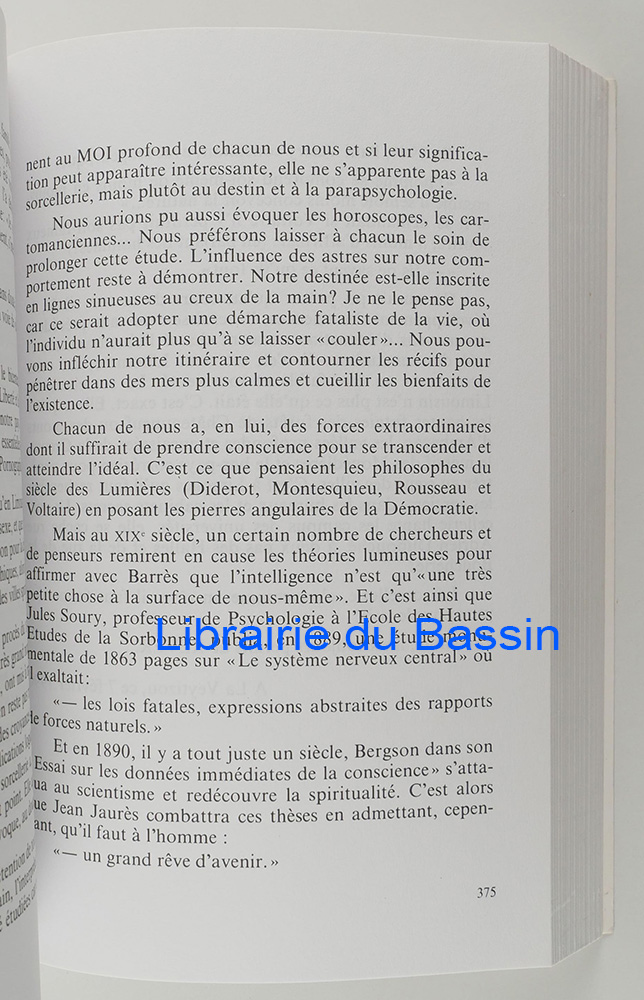 nent au MOI profond de chacun de nous et si leur significa-
tion peut apparaître intéressante, elle ne s'apparente pas à la
sorcellerie, mais plutôt au destin et à la parapsychologie.
Nous aurions pu aussi évoquer les horoscopes, les car-
tomanciennes... Nous préférons laisser à chacun le soin de
prolonger cette étude. L'influence des astres sur notre com-
portement reste à démontrer. Notre destinée est-elle inscrite
en lignes sinueuses au creux de la main? Je ne le pense pas,
car ce serait adopter une démarche fataliste de la vie, où
l'individu n'aurait plus qu'à se laisser «couler»... Nous pou-
vons infléchir notre itinéraire et contourner les récifs pour
pénétrer dans des mers plus calmes et cueillir les bienfaits de
l'existence.
Chacun de nous a, en lui, des forces extraordinaires
dont il suffirait de prendre conscience pour se transcender et
atteindre l'idéal. C'est ce que pensaient les philosophes du
siècle des Lumières (Diderot, Montesquieu, Rousseau et
Voltaire) en posant les pierres angulaires de la Démocratie.
Mais au XIXe siècle, un certain nombre de chercheurs et
de penseurs remirent en cause les théories lumineuses pour
affirmer avec Barrès que l'intelligence n'est qu'«une très
petite chose à la surface de nous-même». Et c'est ainsi que
Jules Soury, professeur de Psychologie à l'Ecole des Hautes
Etudes de la Sorbonne, publia, en 1889, une étude monu-
mentale de 1863 pages sur «Le système nerveux central» où
il exaltait:
«— les lois fatales, expressions abstraites des rapports
de forces naturels.»
Et en 1890, il y a tout juste un siècle, Bergson dans son
«Essai sur les données immédiates de la conscience» s'atta-
qua au scientisme et redécouvre la spiritualité. C'est alors
que Jean Jaurès combattra ces thèses en admettant, cepen-
dant, qu'il faut à l'homme :
«— un grand rêve d'avenir.»
375
Librairie du Bassin